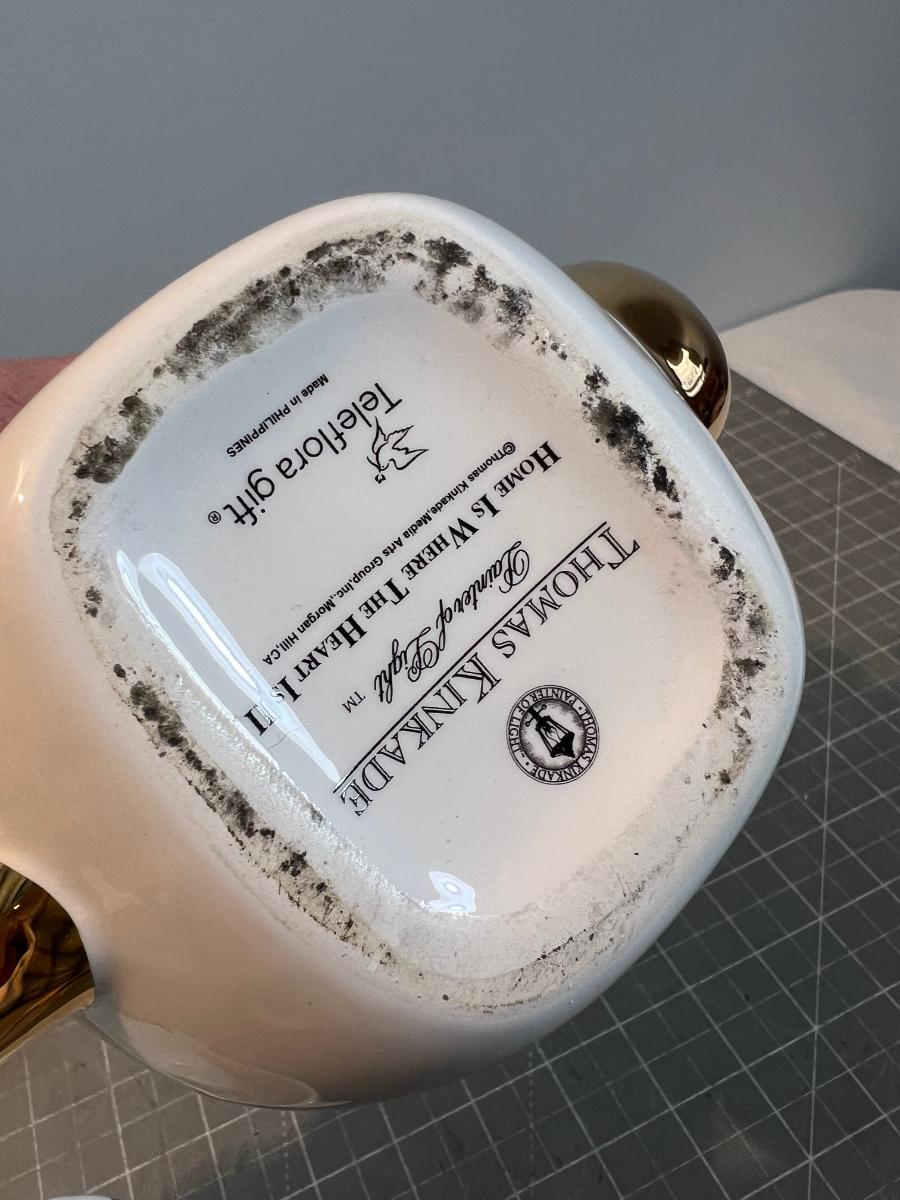 THOMAS KINKADE · PAINTER OF LIGHT™ ·
THOMAS KINKADE
Painter of Light ™
HOME IS WHERE THE HEART IS II
©Thomas Kinkade,Media Arts Group,Inc.,Morgan Hill,CA
Teleflora gift®
Made in PHILIPPINES